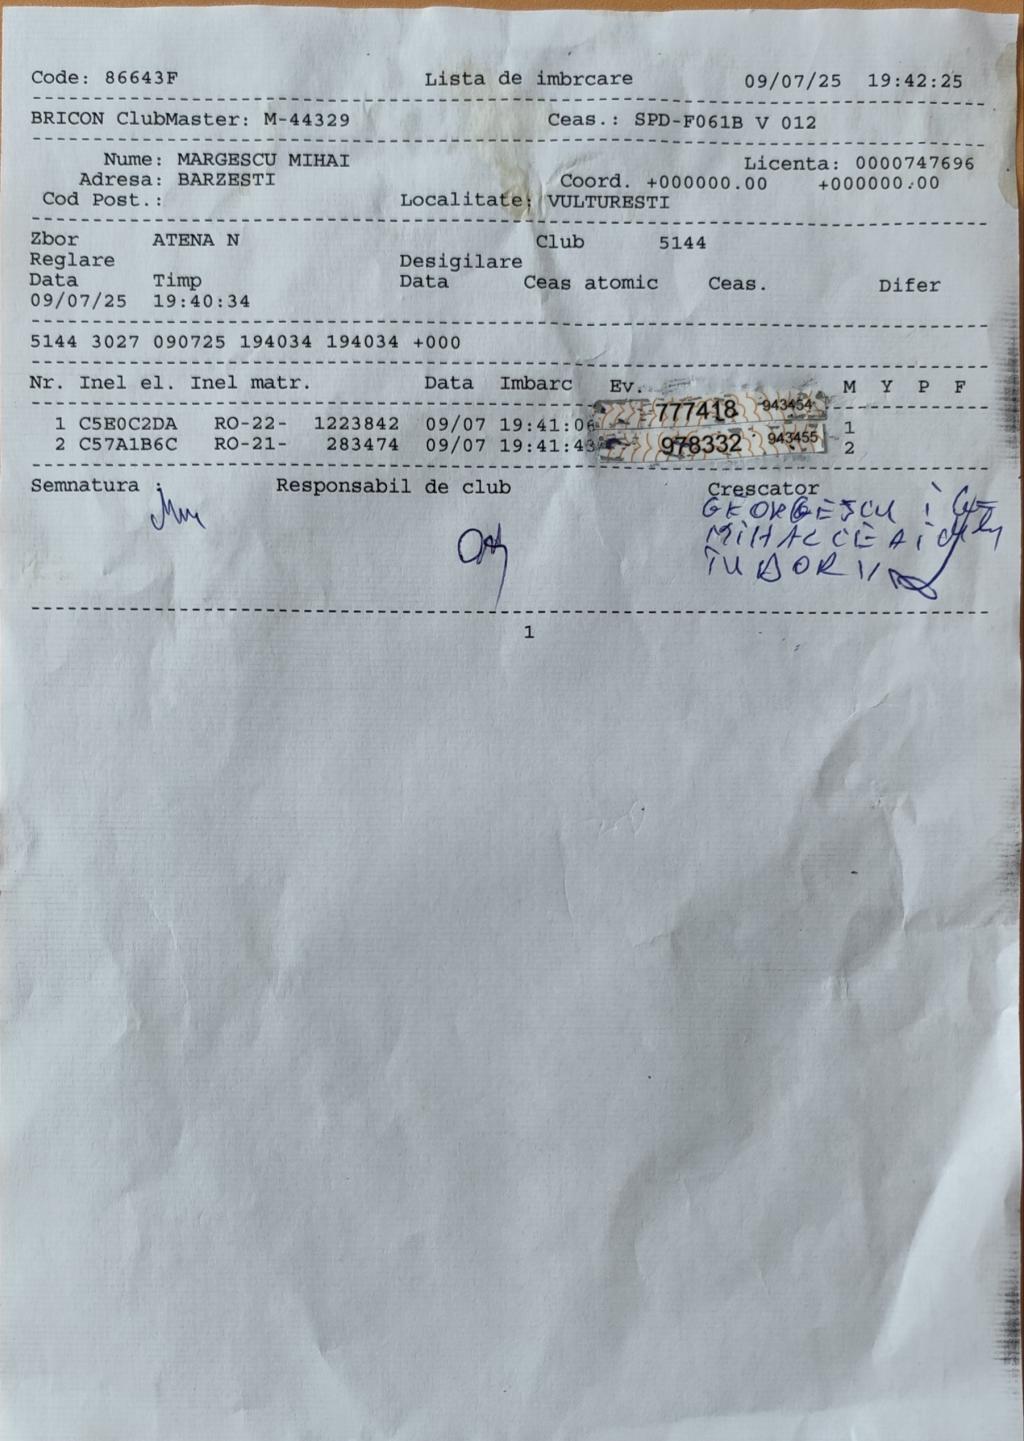 Code: 86643F Lista de imbrcare 09/07/25 19:42:25
BRICON ClubMaster: M-44329 Ceas.: SPD-F061B V 012
Nume: MARGESCU MIHAI Licenta: 0000747696
Adresa: BARZESTI Coord. +000000.00 +000000.00
Cod Post.: Localitate: VULTURESTI
Zbor ATENA N Club 5144
Reglare Desigilare
Data Timp Data Ceas atomic Ceas. Difer
09/07/25 19:40:34
5144 3027 090725 194034 194034 +000
Nr. Inel el. Inel matr. Data Imbarc Ev. M Y P F
1 C5E0C2DA RO-22- 1223842 09/07 19:41:06 777418 943454 1
2 C57A1B6C RO-21- 283474 09/07 19:41:43 978332 943455 2
Semnatura : Responsabil de club Crescator
GEORGESCU
TUDOR
1